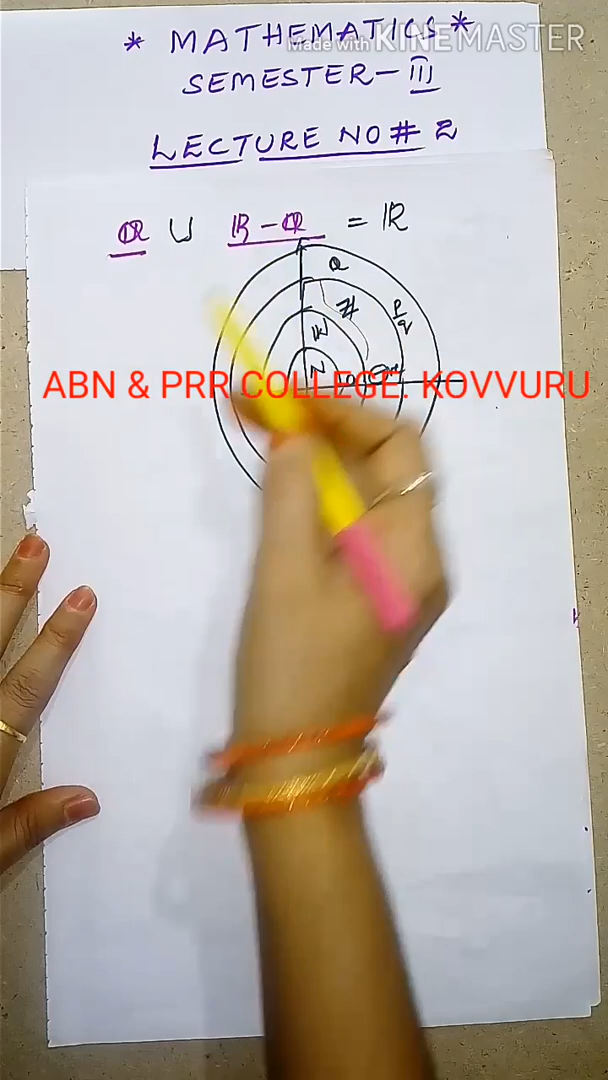 * MATHEMATICS *
Made with KINEMASTER
SEMESTER-III
LECTURE NO # 2
Q ∪ R-Q = R
Q
Z
p/q
W
N
ABN & PRR COLLEGE. KOVVURU